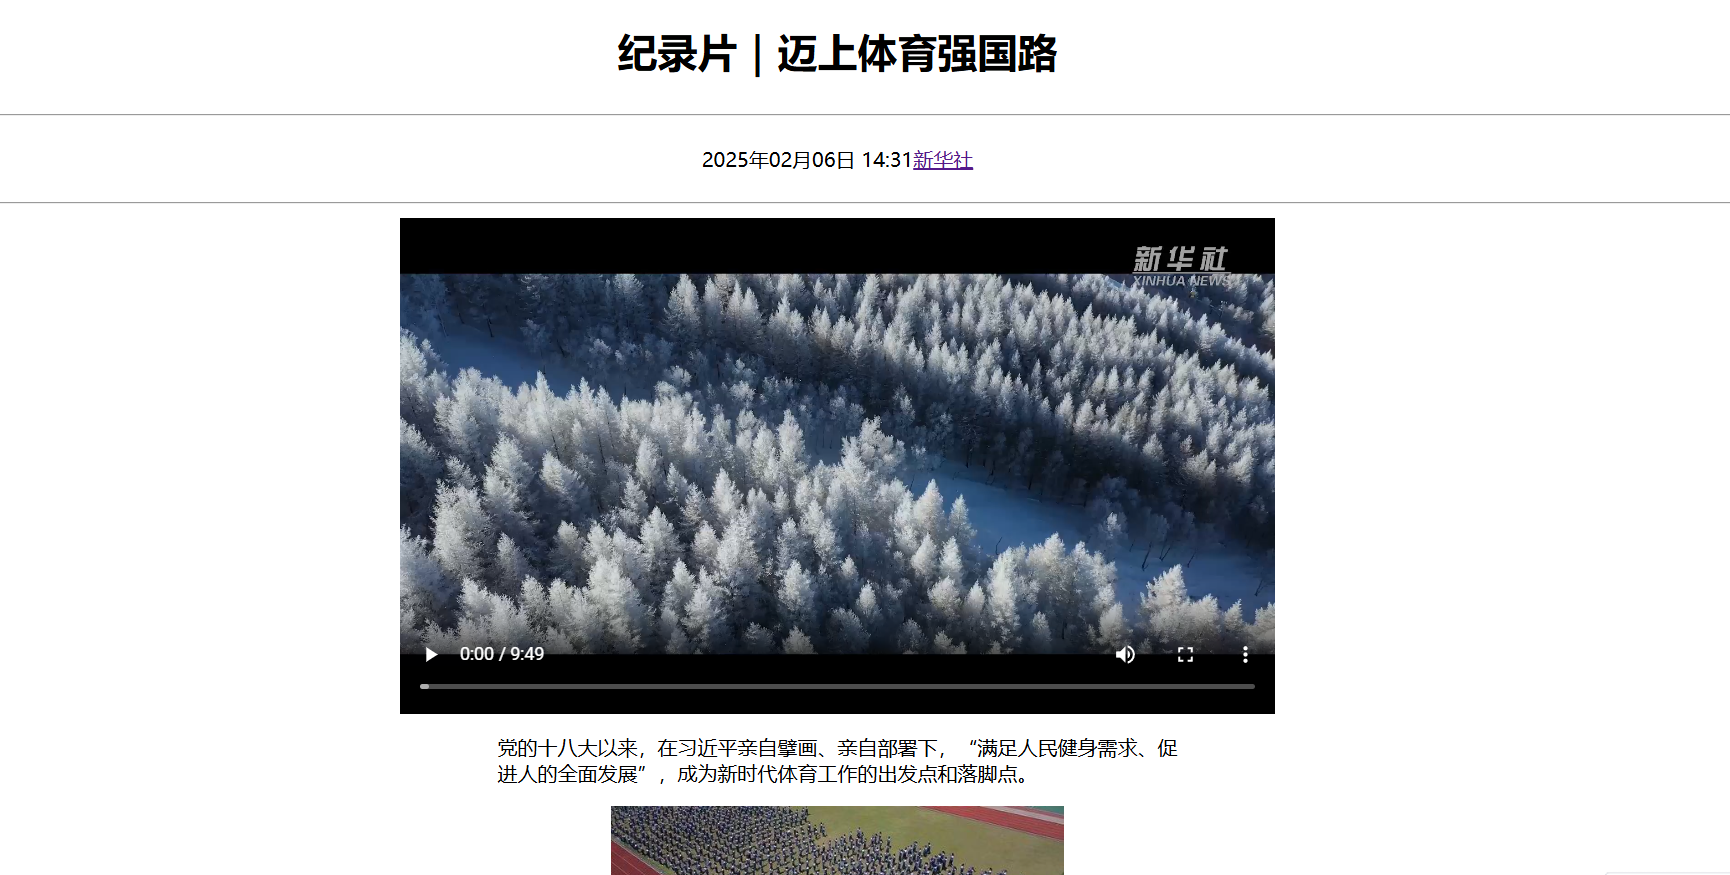 纪录片｜迈上体育强国路
2025年02月06日 14:31新华社
新华社
XINHUA NEWS
0:00 / 9:49
党的十八大以来，在习近平亲自擘画、亲自部署下，“满足人民健身需求、促
进人的全面发展”，成为新时代体育工作的出发点和落脚点。